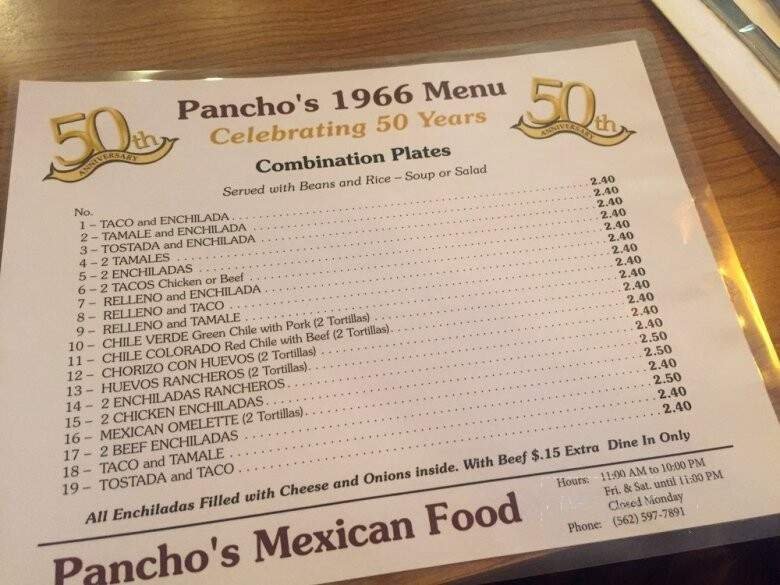 50th ANNIVERSARY
Pancho's 1966 Menu
50th ANNIVERSARY
Celebrating 50 Years
Combination Plates
Served with Beans and Rice – Soup or Salad
No.
1 – TACO and ENCHILADA 2.40
2 – TAMALE and ENCHILADA 2.40
3 – TOSTADA and ENCHILADA 2.40
4 – 2 TAMALES 2.40
5 – 2 ENCHILADAS 2.40
6 – 2 TACOS Chicken or Beef 2.40
7 – RELLENO and ENCHILADA 2.40
8 – RELLENO and TACO 2.40
9 – RELLENO and TAMALE 2.40
10 – CHILE VERDE Green Chile with Pork (2 Tortillas) 2.40
11 – CHILE COLORADO Red Chile with Beef (2 Tortillas) 2.40
12 – CHORIZO CON HUEVOS (2 Tortillas) 2.40
13 – HUEVOS RANCHEROS (2 Tortillas) 2.40
14 – 2 ENCHILADAS RANCHEROS 2.50
15 – 2 CHICKEN ENCHILADAS 2.50
16 – MEXICAN OMELETTE (2 Tortillas) 2.40
17 – 2 BEEF ENCHILADAS 2.50
18 – TACO and TAMALE 2.40
19 – TOSTADA and TACO 2.40
All Enchiladas Filled with Cheese and Onions inside. With Beef $.15 Extra Dine In Only
Pancho's Mexican Food
Hours: 11:00 AM to 10:00 PM
Fri. & Sat. until 11:00 PM
Closed Monday
Phone: (562) 597-7891